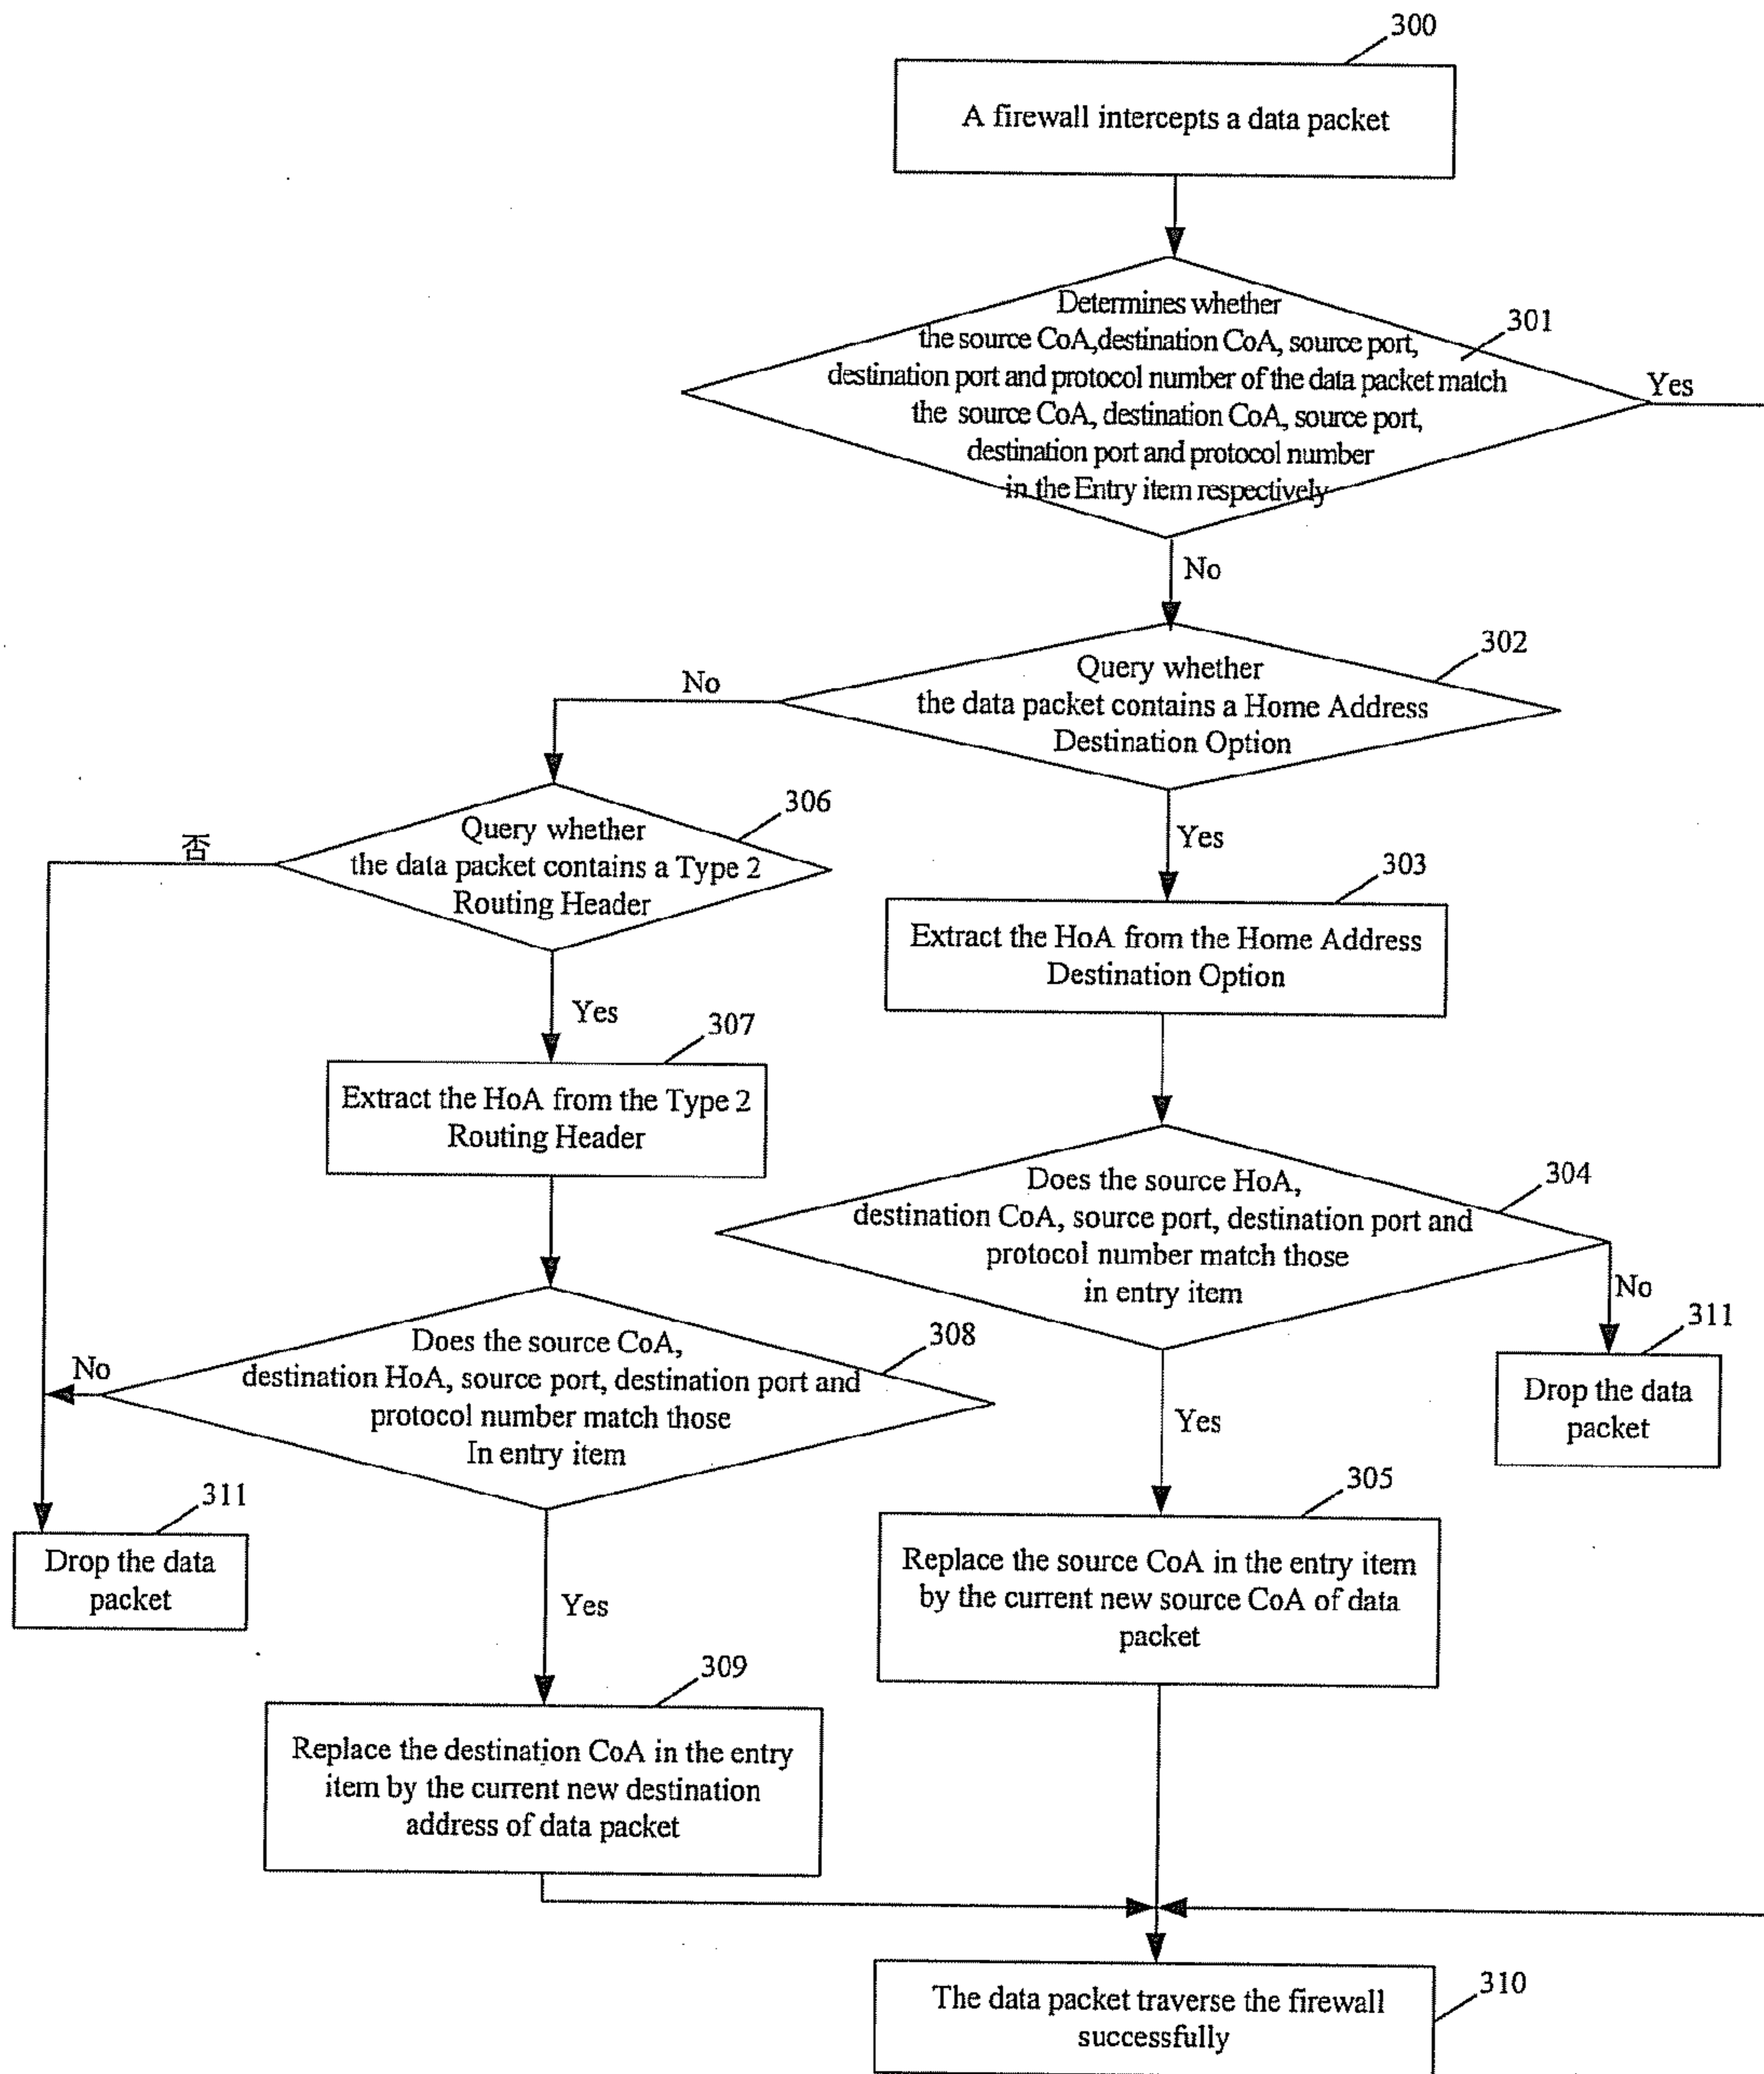 300
A firewall intercepts a data packet
301
Determines whether
the source CoA,destination CoA, source port,
destination port and protocol number of the data packet match
the source CoA, destination CoA, source port,
destination port and protocol number
in the Entry item respectively
Yes
No
302
Query whether
the data packet contains a Home Address
Destination Option
No
Yes
306
Query whether
the data packet contains a Type 2
Routing Header
否
Yes
303
Extract the HoA from the Home Address
Destination Option
307
Extract the HoA from the Type 2
Routing Header
304
Does the source HoA,
destination CoA, source port, destination port and
protocol number match those
in entry item
No
311
Drop the data
packet
Yes
308
Does the source CoA,
destination HoA, source port, destination port and
protocol number match those
In entry item
No
311
Drop the data
packet
Yes
305
Replace the source CoA in the entry item
by the current new source CoA of data
packet
309
Replace the destination CoA in the entry
item by the current new destination
address of data packet
310
The data packet traverse the firewall
successfully